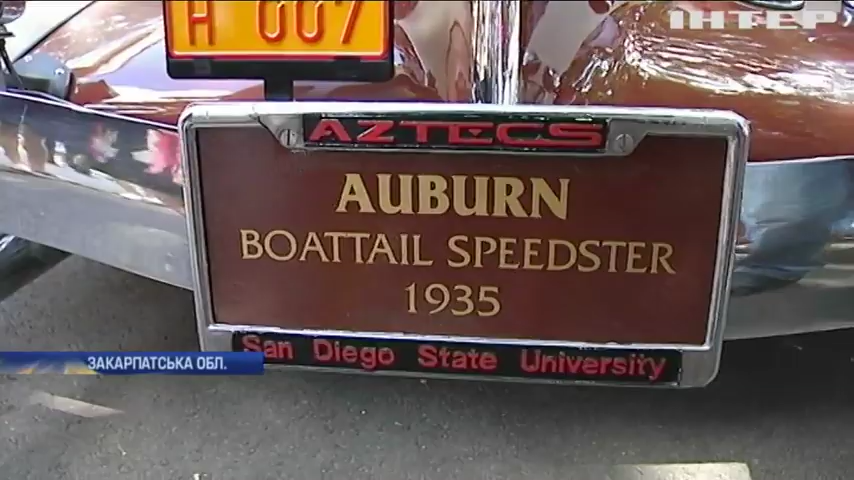 Н 007
ІНТЕР
AZTECS
AUBURN
BOATTAIL SPEEDSTER
1935
San Diego State University
ЗАКАРПАТСЬКА ОБЛ.